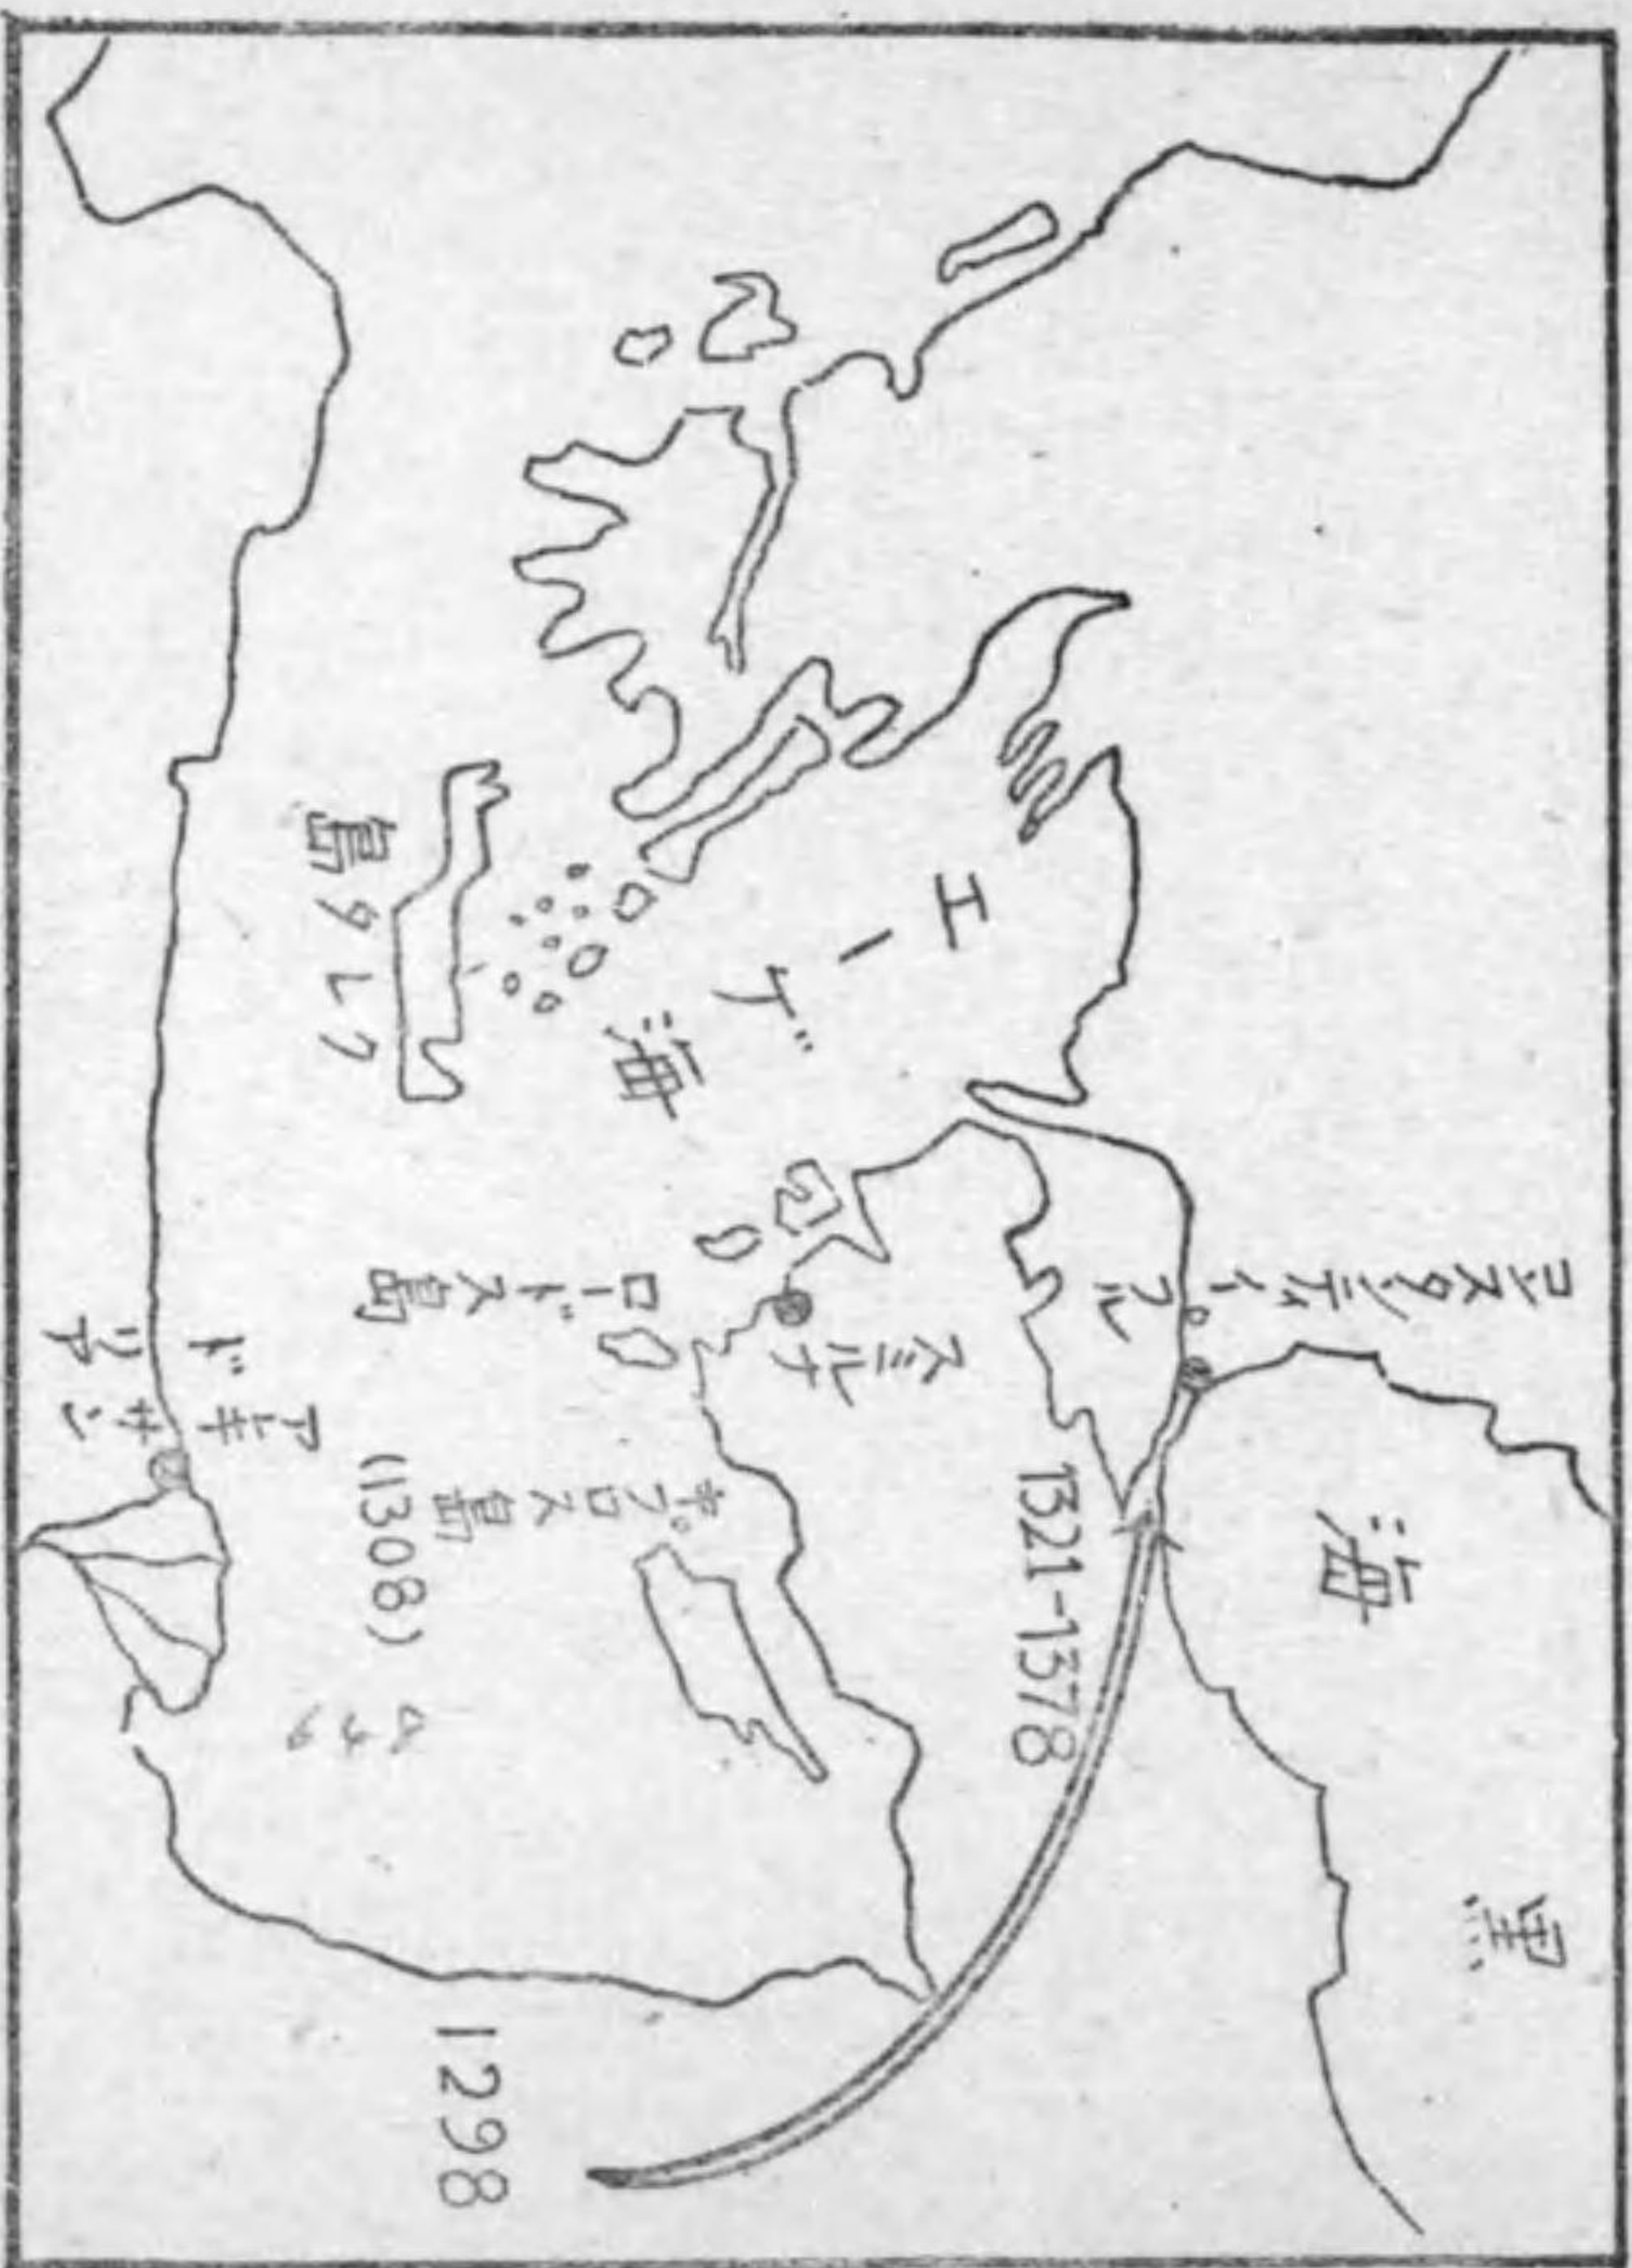 黒海
コンスタンティープル
エーゲ海
スミルナ
1321-1378
ロードス島
キプロス島
クレタ島
(1308)
アレキサン
ドリア
1298